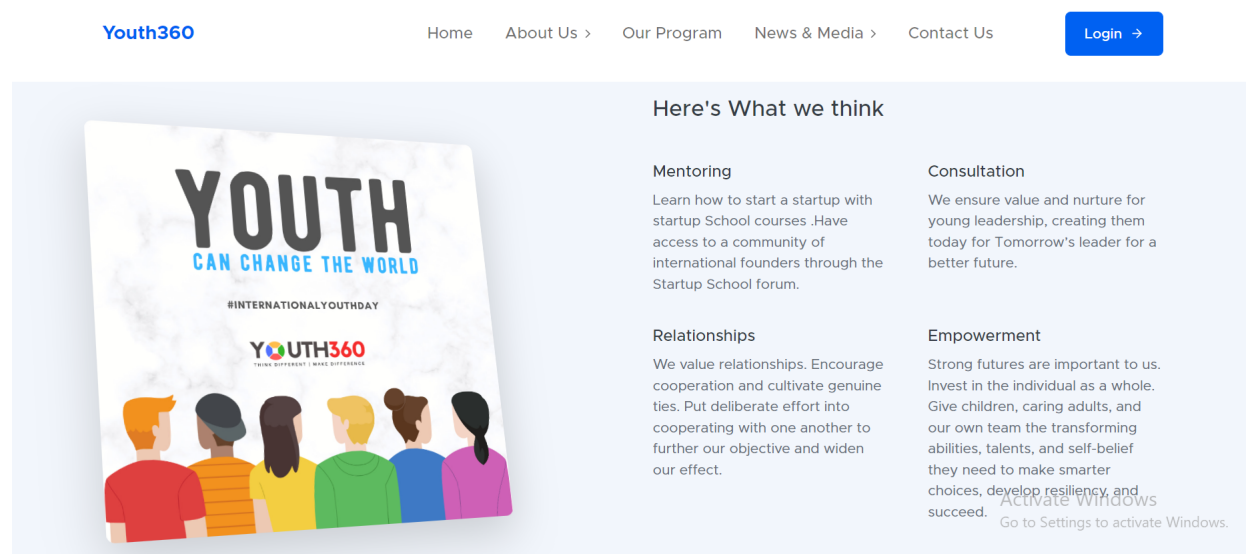 Youth360
Home
About Us >
Our Program
News & Media >
Contact Us
Login →
YOUTH
CAN CHANGE THE WORLD
#INTERNATIONALYOUTHDAY
YOUTH360
THINK DIFFERENT | MAKE DIFFERENCE
Here's What we think
Mentoring
Learn how to start a startup with
startup School courses .Have
access to a community of
international founders through the
Startup School forum.
Consultation
We ensure value and nurture for
young leadership, creating them
today for Tomorrow's leader for a
better future.
Relationships
We value relationships. Encourage
cooperation and cultivate genuine
ties. Put deliberate effort into
cooperating with one another to
further our objective and widen
our effect.
Empowerment
Strong futures are important to us.
Invest in the individual as a whole.
Give children, caring adults, and
our own team the transforming
abilities, talents, and self-belief
they need to make smarter
choices, develop resiliency, and
succeed.
Activate Windows
Go to Settings to activate Windows.